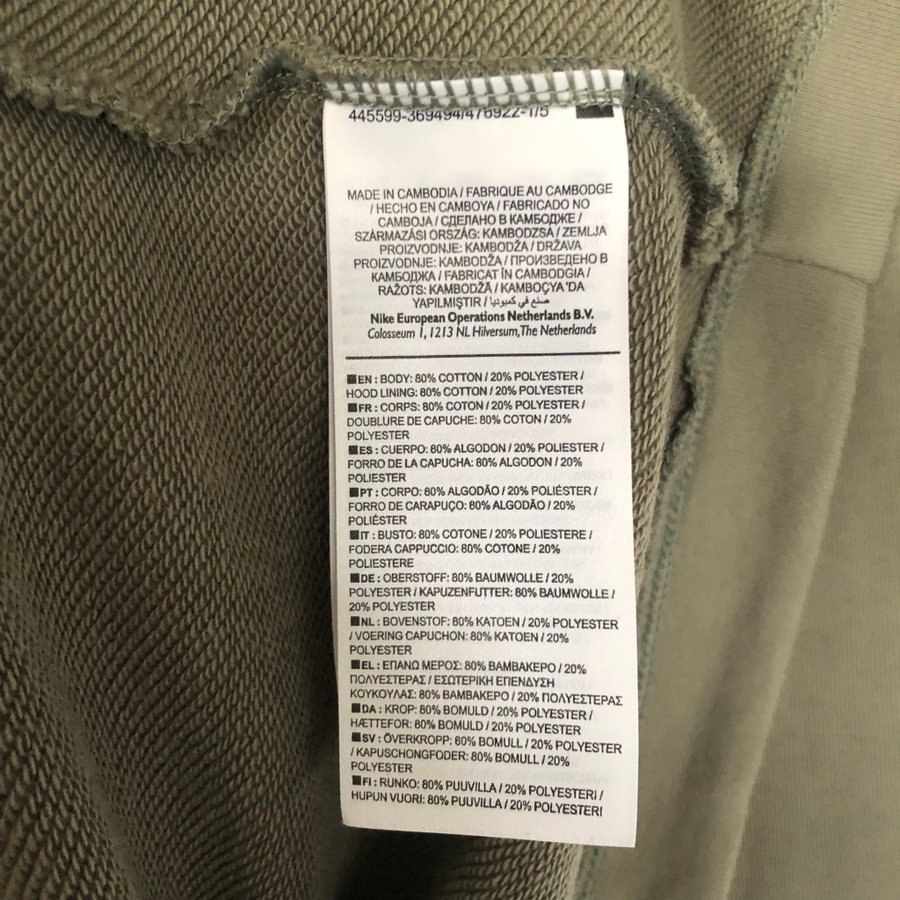 445599-369494/476922-1/5
MADE IN CAMBODIA / FABRIQUE AU CAMBODGE
/ HECHO EN CAMBOYA / FABRICADO NO
CAMBOJA / СДЕЛАНО В КАМБОДЖЕ /
SZÁRMAZÁSI ORSZÁG: KAMBODZSA / ZEMLJA
PROIZVODNJE: KAMBODŽA / DRŽAVA
PROIZVODNJE: KAMBODŽA / ПРОИЗВЕДЕНО В
КАМБОДЖА / FABRICAT ÎN CAMBODGIA /
RAŽOTS: KAMBODŽĀ / KAMBOÇYA 'DA
YAPILMIŞTIR / صنع في كمبوديا
Nike European Operations Netherlands B.V.
Colosseum 1, 1213 NL Hilversum, The Netherlands
EN : BODY: 80% COTTON / 20% POLYESTER /
HOOD LINING: 80% COTTON / 20% POLYESTER
FR : CORPS: 80% COTON / 20% POLYESTER /
DOUBLURE DE CAPUCHE: 80% COTON / 20%
POLYESTER
ES : CUERPO: 80% ALGODON / 20% POLIESTER /
FORRO DE LA CAPUCHA: 80% ALGODON / 20%
POLIESTER
PT : CORPO: 80% ALGODÃO / 20% POLIÉSTER /
FORRO DE CARAPUÇO: 80% ALGODÃO / 20%
POLIÉSTER
IT : BUSTO: 80% COTONE / 20% POLIESTERE /
FODERA CAPPUCCIO: 80% COTONE / 20%
POLIESTERE
DE : OBERSTOFF: 80% BAUMWOLLE / 20%
POLYESTER / KAPUZENFUTTER: 80% BAUMWOLLE /
20% POLYESTER
NL : BOVENSTOF: 80% KATOEN / 20% POLYESTER
/ VOERING CAPUCHON: 80% KATOEN / 20%
POLYESTER
EL : ΕΠΑΝΩ ΜΕΡΟΣ: 80% ΒΑΜΒΑΚΕΡΟ / 20%
ΠΟΛΥΕΣΤΕΡΑΣ / ΕΣΩΤΕΡΙΚΗ ΕΠΕΝΔΥΣΗ
ΚΟΥΚΟΥΛΑΣ: 80% ΒΑΜΒΑΚΕΡΟ / 20% ΠΟΛΥΕΣΤΕΡΑΣ
DA : KROP: 80% BOMULD / 20% POLYESTER /
HÆTTEFOR: 80% BOMULD / 20% POLYESTER
SV : ÖVERKROPP: 80% BOMULL / 20% POLYESTER
/ KAPUSCHONGFODER: 80% BOMULL / 20%
POLYESTER
FI : RUNKO: 80% PUUVILLA / 20% POLYESTERI /
HUPUN VUORI: 80% PUUVILLA / 20% POLYESTERI